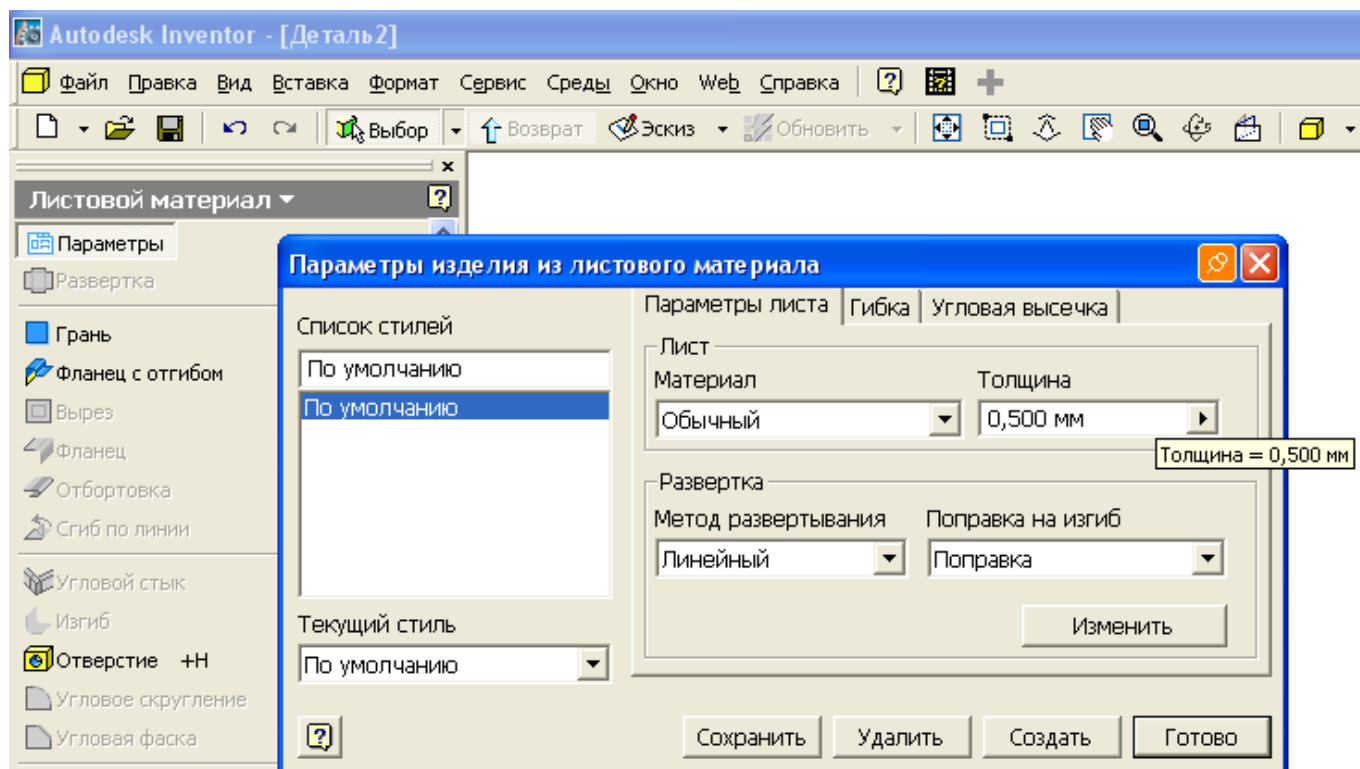 Autodesk Inventor - [Деталь2]
Файл Правка Вид Вставка Формат Сервис Среды Окно Web Справка
Выбор Возврат Эскиз Обновить
Листовой материал
Параметры
Развертка
Грань
Фланец с отгибом
Вырез
Фланец
Отбортовка
Сгиб по линии
Угловой стык
Изгиб
Отверстие +H
Угловое скругление
Угловая фаска
Параметры изделия из листового материала
Список стилей
По умолчанию
По умолчанию
Текущий стиль
По умолчанию
Параметры листа Гибка Угловая высечка
Лист
Материал Толщина
Обычный 0,500 мм
Толщина = 0,500 мм
Развертка
Метод развертывания Поправка на изгиб
Линейный Поправка
Изменить
Сохранить Удалить Создать Готово